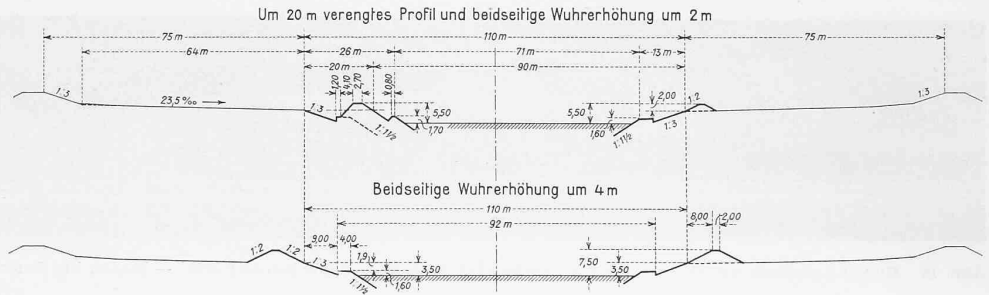 Um 20 m verengtes Profil und beidseitige Wuhrerhöhung um 2 m
75 m 110 m 75 m
64 m 26 m 71 m 13 m
20 m 90 m
1,20 4,10 2,70 0,80
1:3 23,5 ‰ 1:3 1:1½ 5,50 1,70 5,50 1,60 2,00 1:2 1:3 1:1½ 1:3
Beidseitige Wuhrerhöhung um 4 m
110 m
92 m
9,00 4,00 8,00 2,00
1:2 1:2 1:3 1,9 3,50 1,60 1:1½ 7,50 3,50